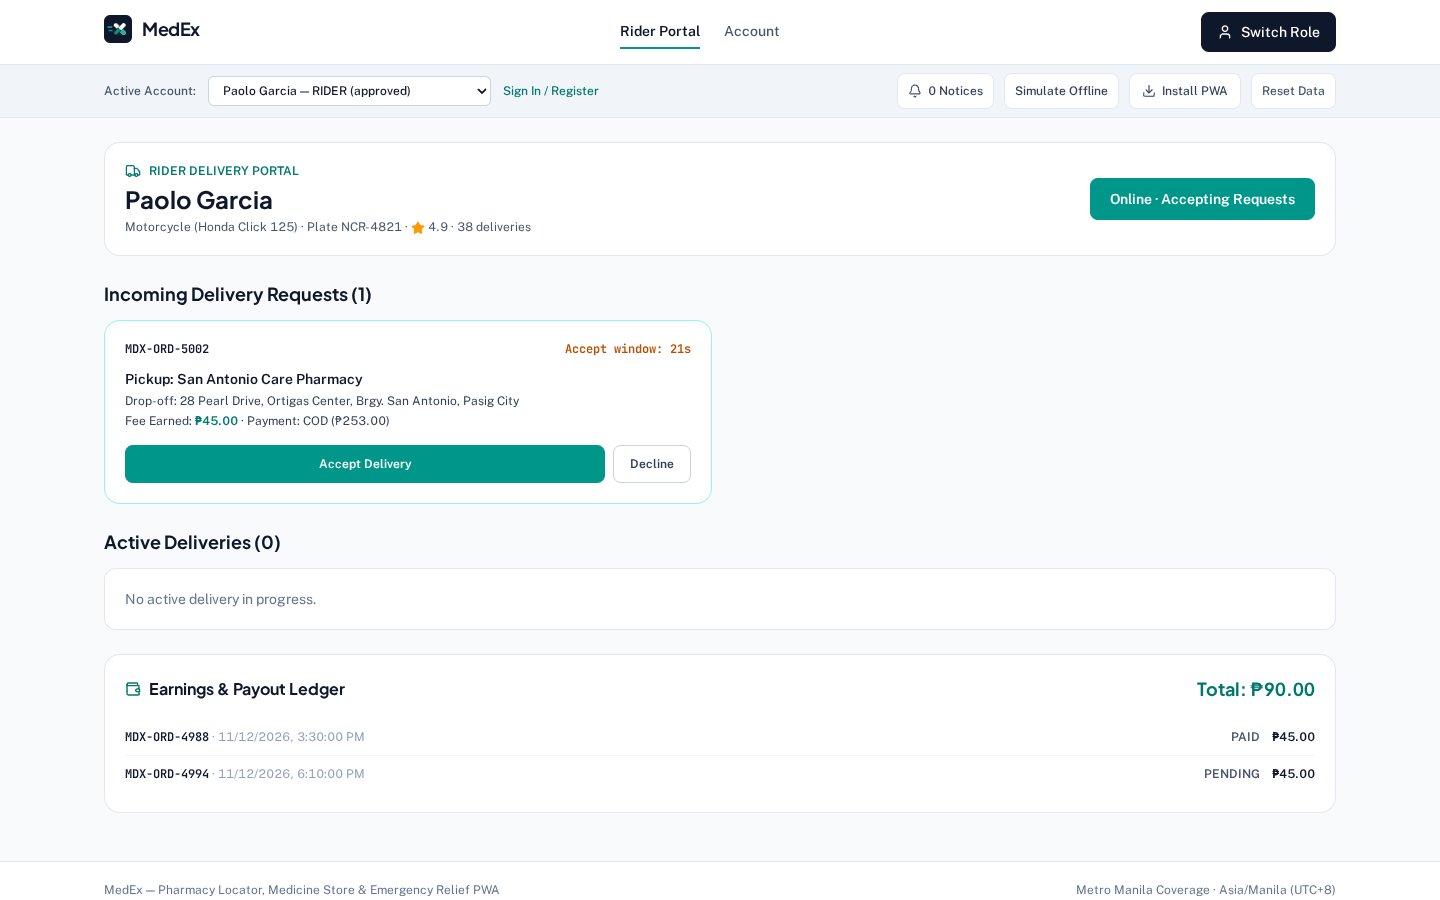 MedEx
Rider Portal
Account
Switch Role
Active Account:
Paolo Garcia — RIDER (approved)
Sign In / Register
0 Notices
Simulate Offline
Install PWA
Reset Data
RIDER DELIVERY PORTAL
Paolo Garcia
Motorcycle (Honda Click 125) · Plate NCR-4821 · ⭐ 4.9 · 38 deliveries
Online · Accepting Requests
Incoming Delivery Requests (1)
MDX-ORD-5002
Accept window: 21s
Pickup: San Antonio Care Pharmacy
Drop-off: 28 Pearl Drive, Ortigas Center, Brgy. San Antonio, Pasig City
Fee Earned: ₱45.00 · Payment: COD (₱253.00)
Accept Delivery
Decline
Active Deliveries (0)
No active delivery in progress.
Earnings & Payout Ledger
Total: ₱90.00
MDX-ORD-4988 · 11/12/2026, 3:30:00 PM
PAID ₱45.00
MDX-ORD-4994 · 11/12/2026, 6:10:00 PM
PENDING ₱45.00
MedEx — Pharmacy Locator, Medicine Store & Emergency Relief PWA
Metro Manila Coverage · Asia/Manila (UTC+8)